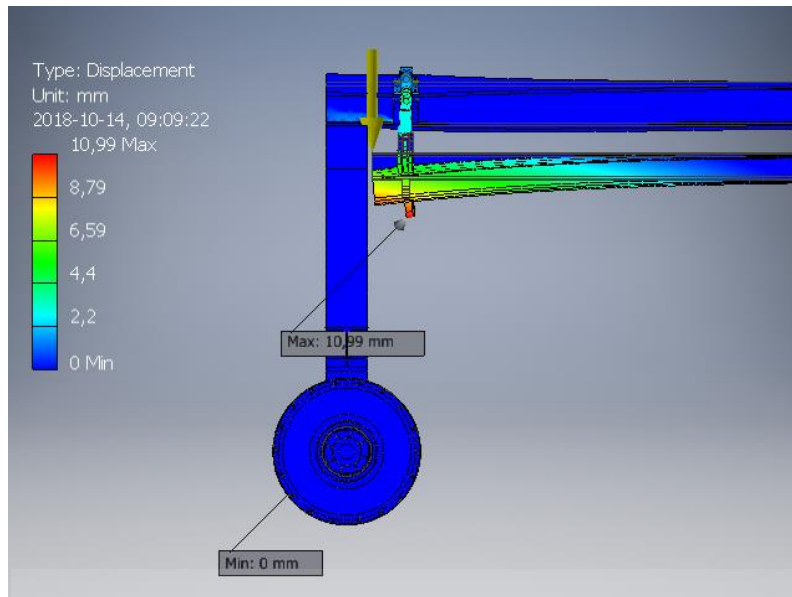 Type: Displacement
Unit: mm
2018-10-14, 09:09:22
10,99 Max
8,79
6,59
4,4
2,2
0 Min
Max: 10,99 mm
Min: 0 mm